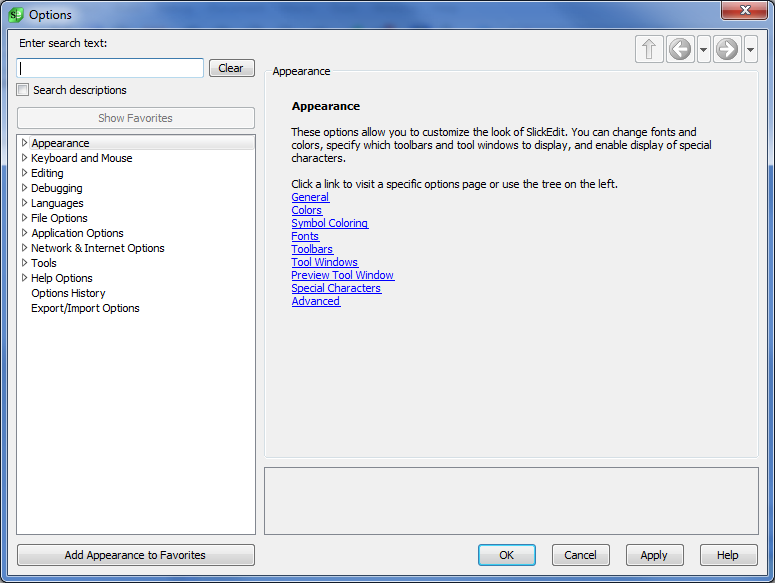 Options
Enter search text:
Clear
Search descriptions
Show Favorites
Appearance
Keyboard and Mouse
Editing
Debugging
Languages
File Options
Application Options
Network & Internet Options
Tools
Help Options
Options History
Export/Import Options
Add Appearance to Favorites
Appearance
Appearance
These options allow you to customize the look of SlickEdit. You can change fonts and
colors, specify which toolbars and tool windows to display, and enable display of special
characters.
Click a link to visit a specific options page or use the tree on the left.
General
Colors
Symbol Coloring
Fonts
Toolbars
Tool Windows
Preview Tool Window
Special Characters
Advanced
OK
Cancel
Apply
Help